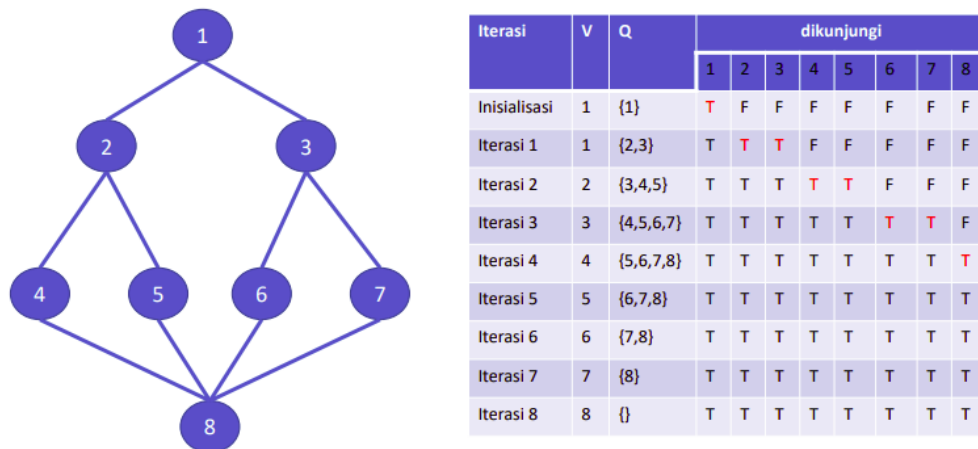 1
2 3
4 5 6 7
8
Iterasi V Q dikunjungi
1 2 3 4 5 6 7 8
Inisialisasi 1 {1} T F F F F F F F
Iterasi 1 1 {2,3} T T T F F F F F
Iterasi 2 2 {3,4,5} T T T T T F F F
Iterasi 3 3 {4,5,6,7} T T T T T T T F
Iterasi 4 4 {5,6,7,8} T T T T T T T T
Iterasi 5 5 {6,7,8} T T T T T T T T
Iterasi 6 6 {7,8} T T T T T T T T
Iterasi 7 7 {8} T T T T T T T T
Iterasi 8 8 {} T T T T T T T T